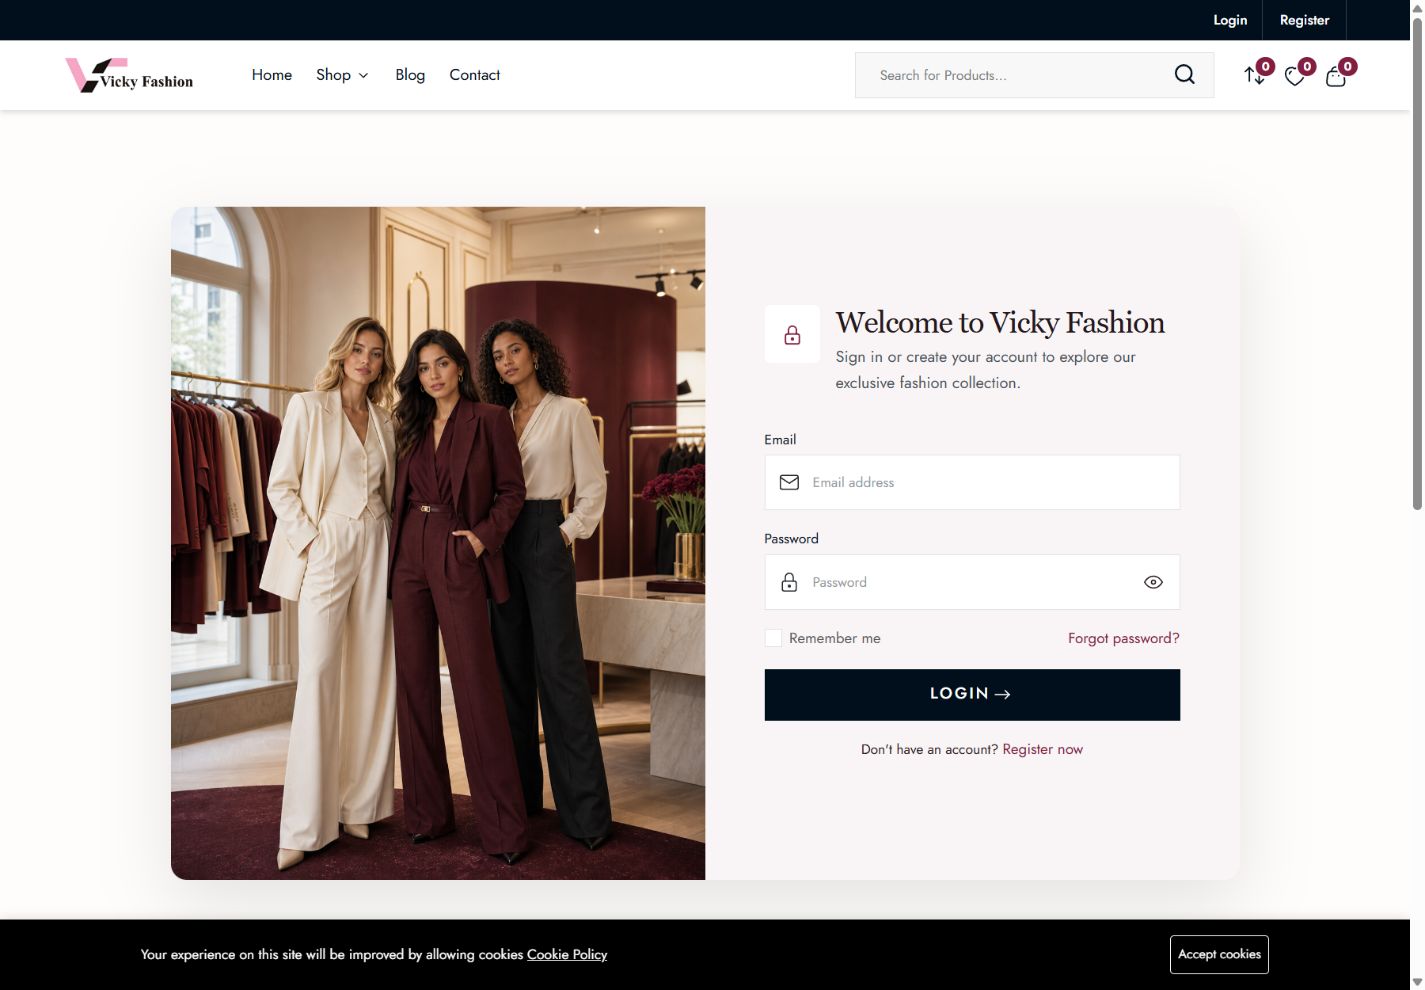 Login
Register
Vicky Fashion
Home
Shop
Blog
Contact
Search for Products...
0
0
0
Welcome to Vicky Fashion
Sign in or create your account to explore our
exclusive fashion collection.
Email
Email address
Password
Password
Remember me
Forgot password?
LOGIN
Don't have an account? Register now
Your experience on this site will be improved by allowing cookies Cookie Policy
Accept cookies